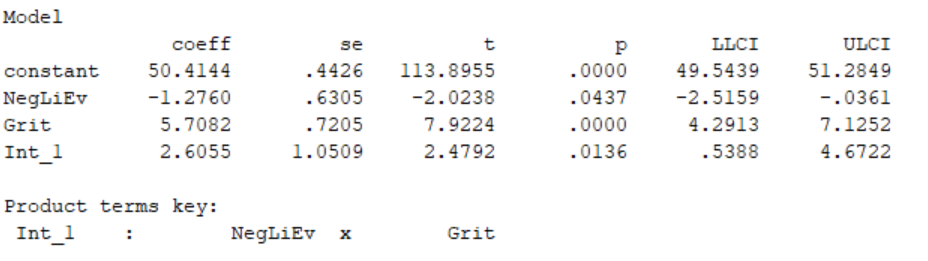 Model
coeff se t p LLCI ULCI
constant 50.4144 .4426 113.8955 .0000 49.5439 51.2849
NegLiEv -1.2760 .6305 -2.0238 .0437 -2.5159 -.0361
Grit 5.7082 .7205 7.9224 .0000 4.2913 7.1252
Int_1 2.6055 1.0509 2.4792 .0136 .5388 4.6722
Product terms key:
Int_1 : NegLiEv x Grit